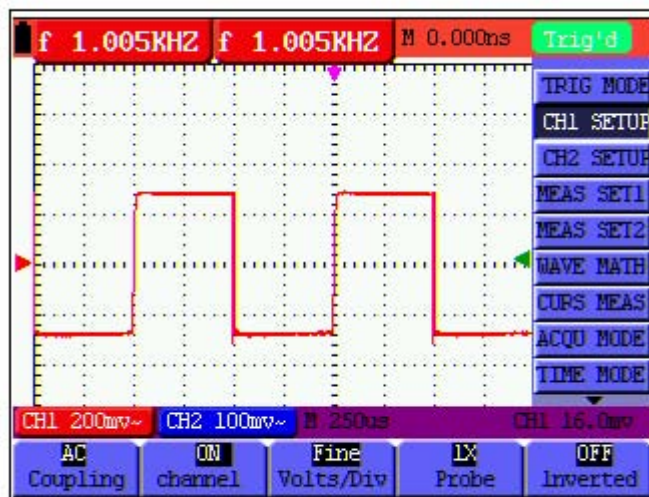 f 1.005KHZ f 1.005KHZ M 0.000ns Trig'd
TRIG MODE
CH1 SETUP
CH2 SETUP
MEAS SET1
MEAS SET2
WAVE MATH
CURS MEAS
ACQU MODE
TIME MODE
CH1 200mv~ CH2 100mv~ M 250us CH1 16.0mv
AC ON Fine 1X OFF
Coupling channel Volts/Div Probe Inverted